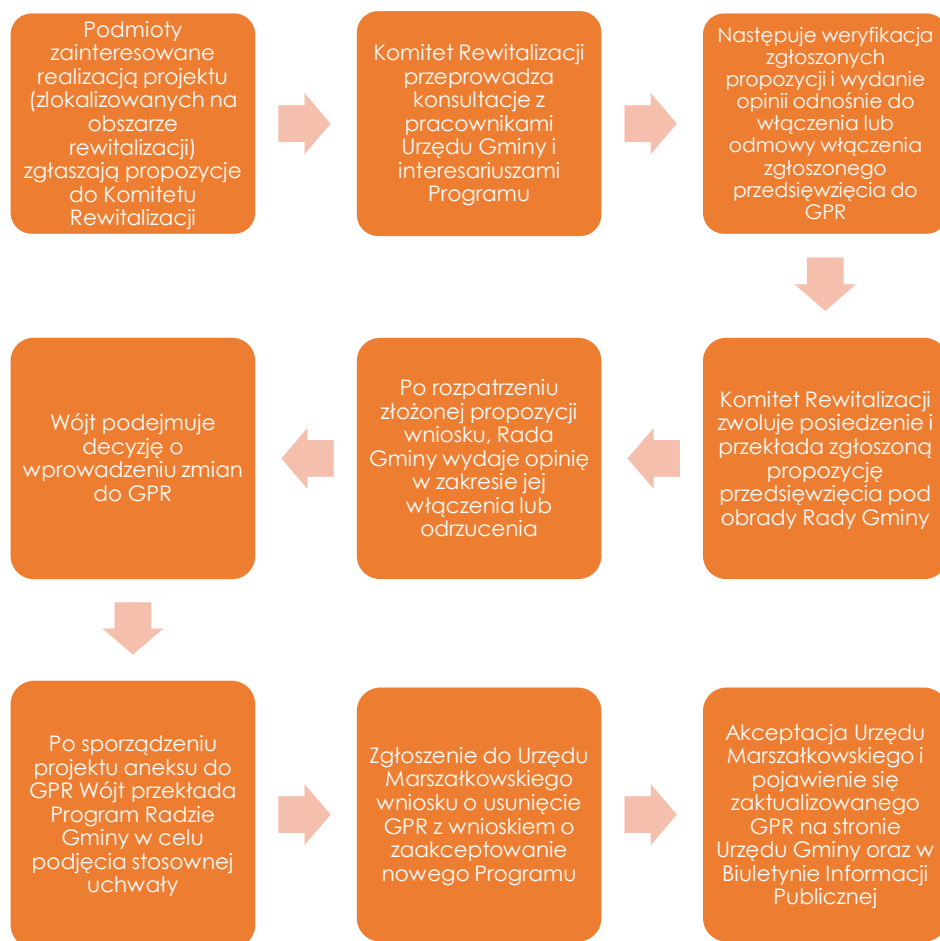 Podmioty
zainteresowane
realizacją projektu
(zlokalizowanych na
obszarze
rewitalizacji)
zgłaszają propozycje
do Komitetu
Rewitalizacji
Komitet Rewitalizacji
przeprowadza
konsultacje z
pracownikami
Urzędu Gminy i
interesariuszami
Programu
Następuje weryfikacja
zgłoszonych
propozycji i wydanie
opinii odnośnie do
włączenia lub
odmowy włączenia
zgłoszonego
przedsięwzięcia do
GPR
Komitet Rewitalizacji
zwołuje posiedzenie i
przekłada zgłoszoną
propozycję
przedsięwzięcia pod
obrady Rady Gminy
Po rozpatrzeniu
złożonej propozycji
wniosku, Rada
Gminy wydaje opinię
w zakresie jej
włączenia lub
odrzucenia
Wójt podejmuje
decyzję o
wprowadzeniu zmian
do GPR
Po sporządzeniu
projektu aneksu do
GPR Wójt przekłada
Program Radzie
Gminy w celu
podjęcia stosownej
uchwały
Zgłoszenie do Urzędu
Marszałkowskiego
wniosku o usunięcie
GPR z wnioskiem o
zaakceptowanie
nowego Programu
Akceptacja Urzędu
Marszałkowskiego i
pojawienie się
zaktualizowanego
GPR na stronie
Urzędu Gminy oraz w
Biuletynie Informacji
Publicznej